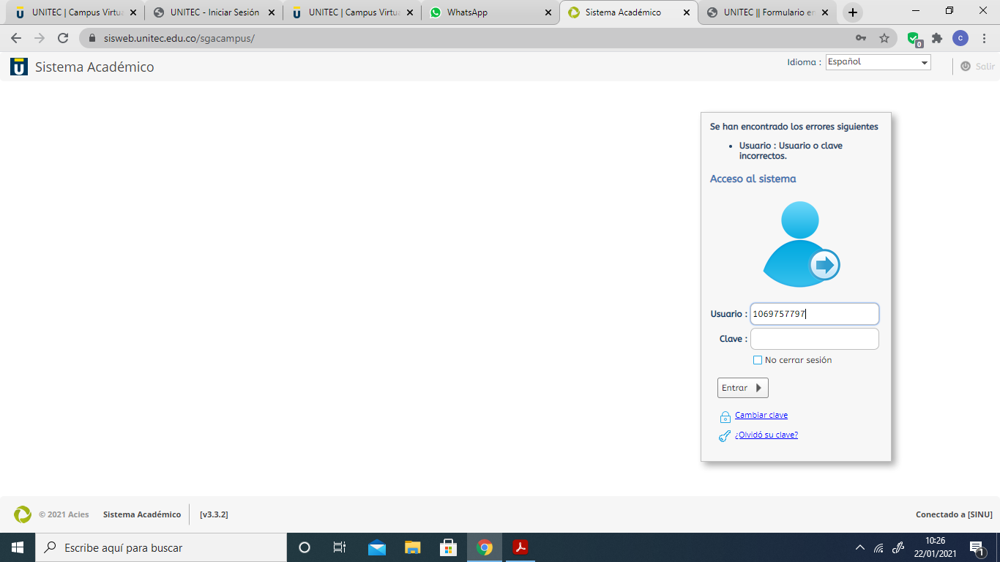 UNITEC | Campus Virtua
UNITEC - Iniciar Sesión
UNITEC | Campus Virtua
WhatsApp
Sistema Académico
UNITEC || Formulario en
sisweb.unitec.edu.co/sgacampus/
0
c
Sistema Académico
Idioma :
Español
Salir
Se han encontrado los errores siguientes
• Usuario : Usuario o clave
incorrectos.
Acceso al sistema
Usuario :
1069757797
Clave :
No cerrar sesión
Entrar
Cambiar clave
¿Olvidó su clave?
© 2021 Acies
Sistema Académico
[v3.3.2]
Conectado a [SINU]
Escribe aquí para buscar
10:26
22/01/2021
1